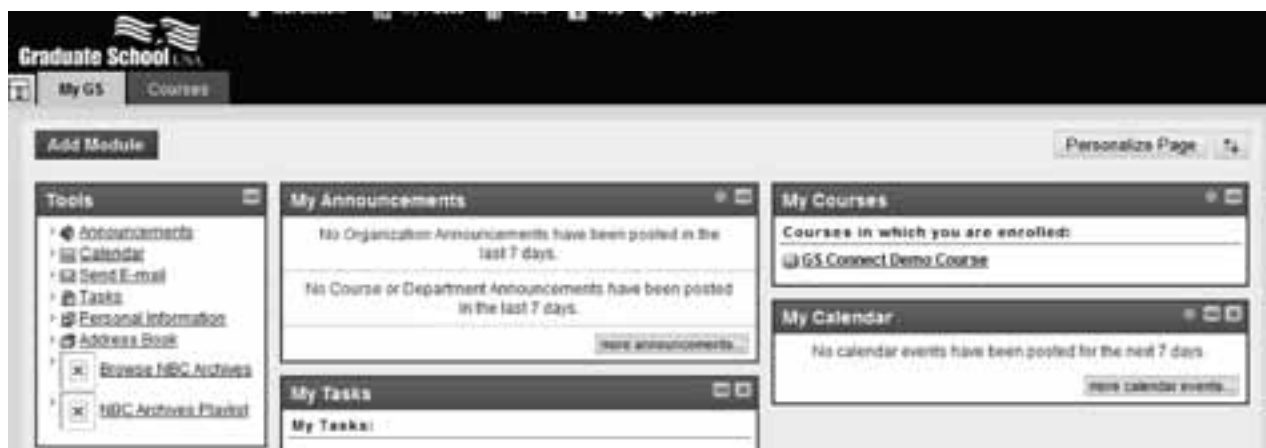 Graduate School USA
My GS
Courses
Add Module
Personalize Page
Tools
Announcements
Calendar
Send E-mail
Tasks
Personal Information
Address Book
Browse NBC Archives
NBC Archives Playlist
My Announcements
No Organization Announcements have been posted in the
last 7 days.
No Course or Department Announcements have been posted
in the last 7 days.
more announcements...
My Tasks
My Tasks:
My Courses
Courses in which you are enrolled:
GS Connect Demo Course
My Calendar
No calendar events have been posted for the next 7 days.
more calendar events...